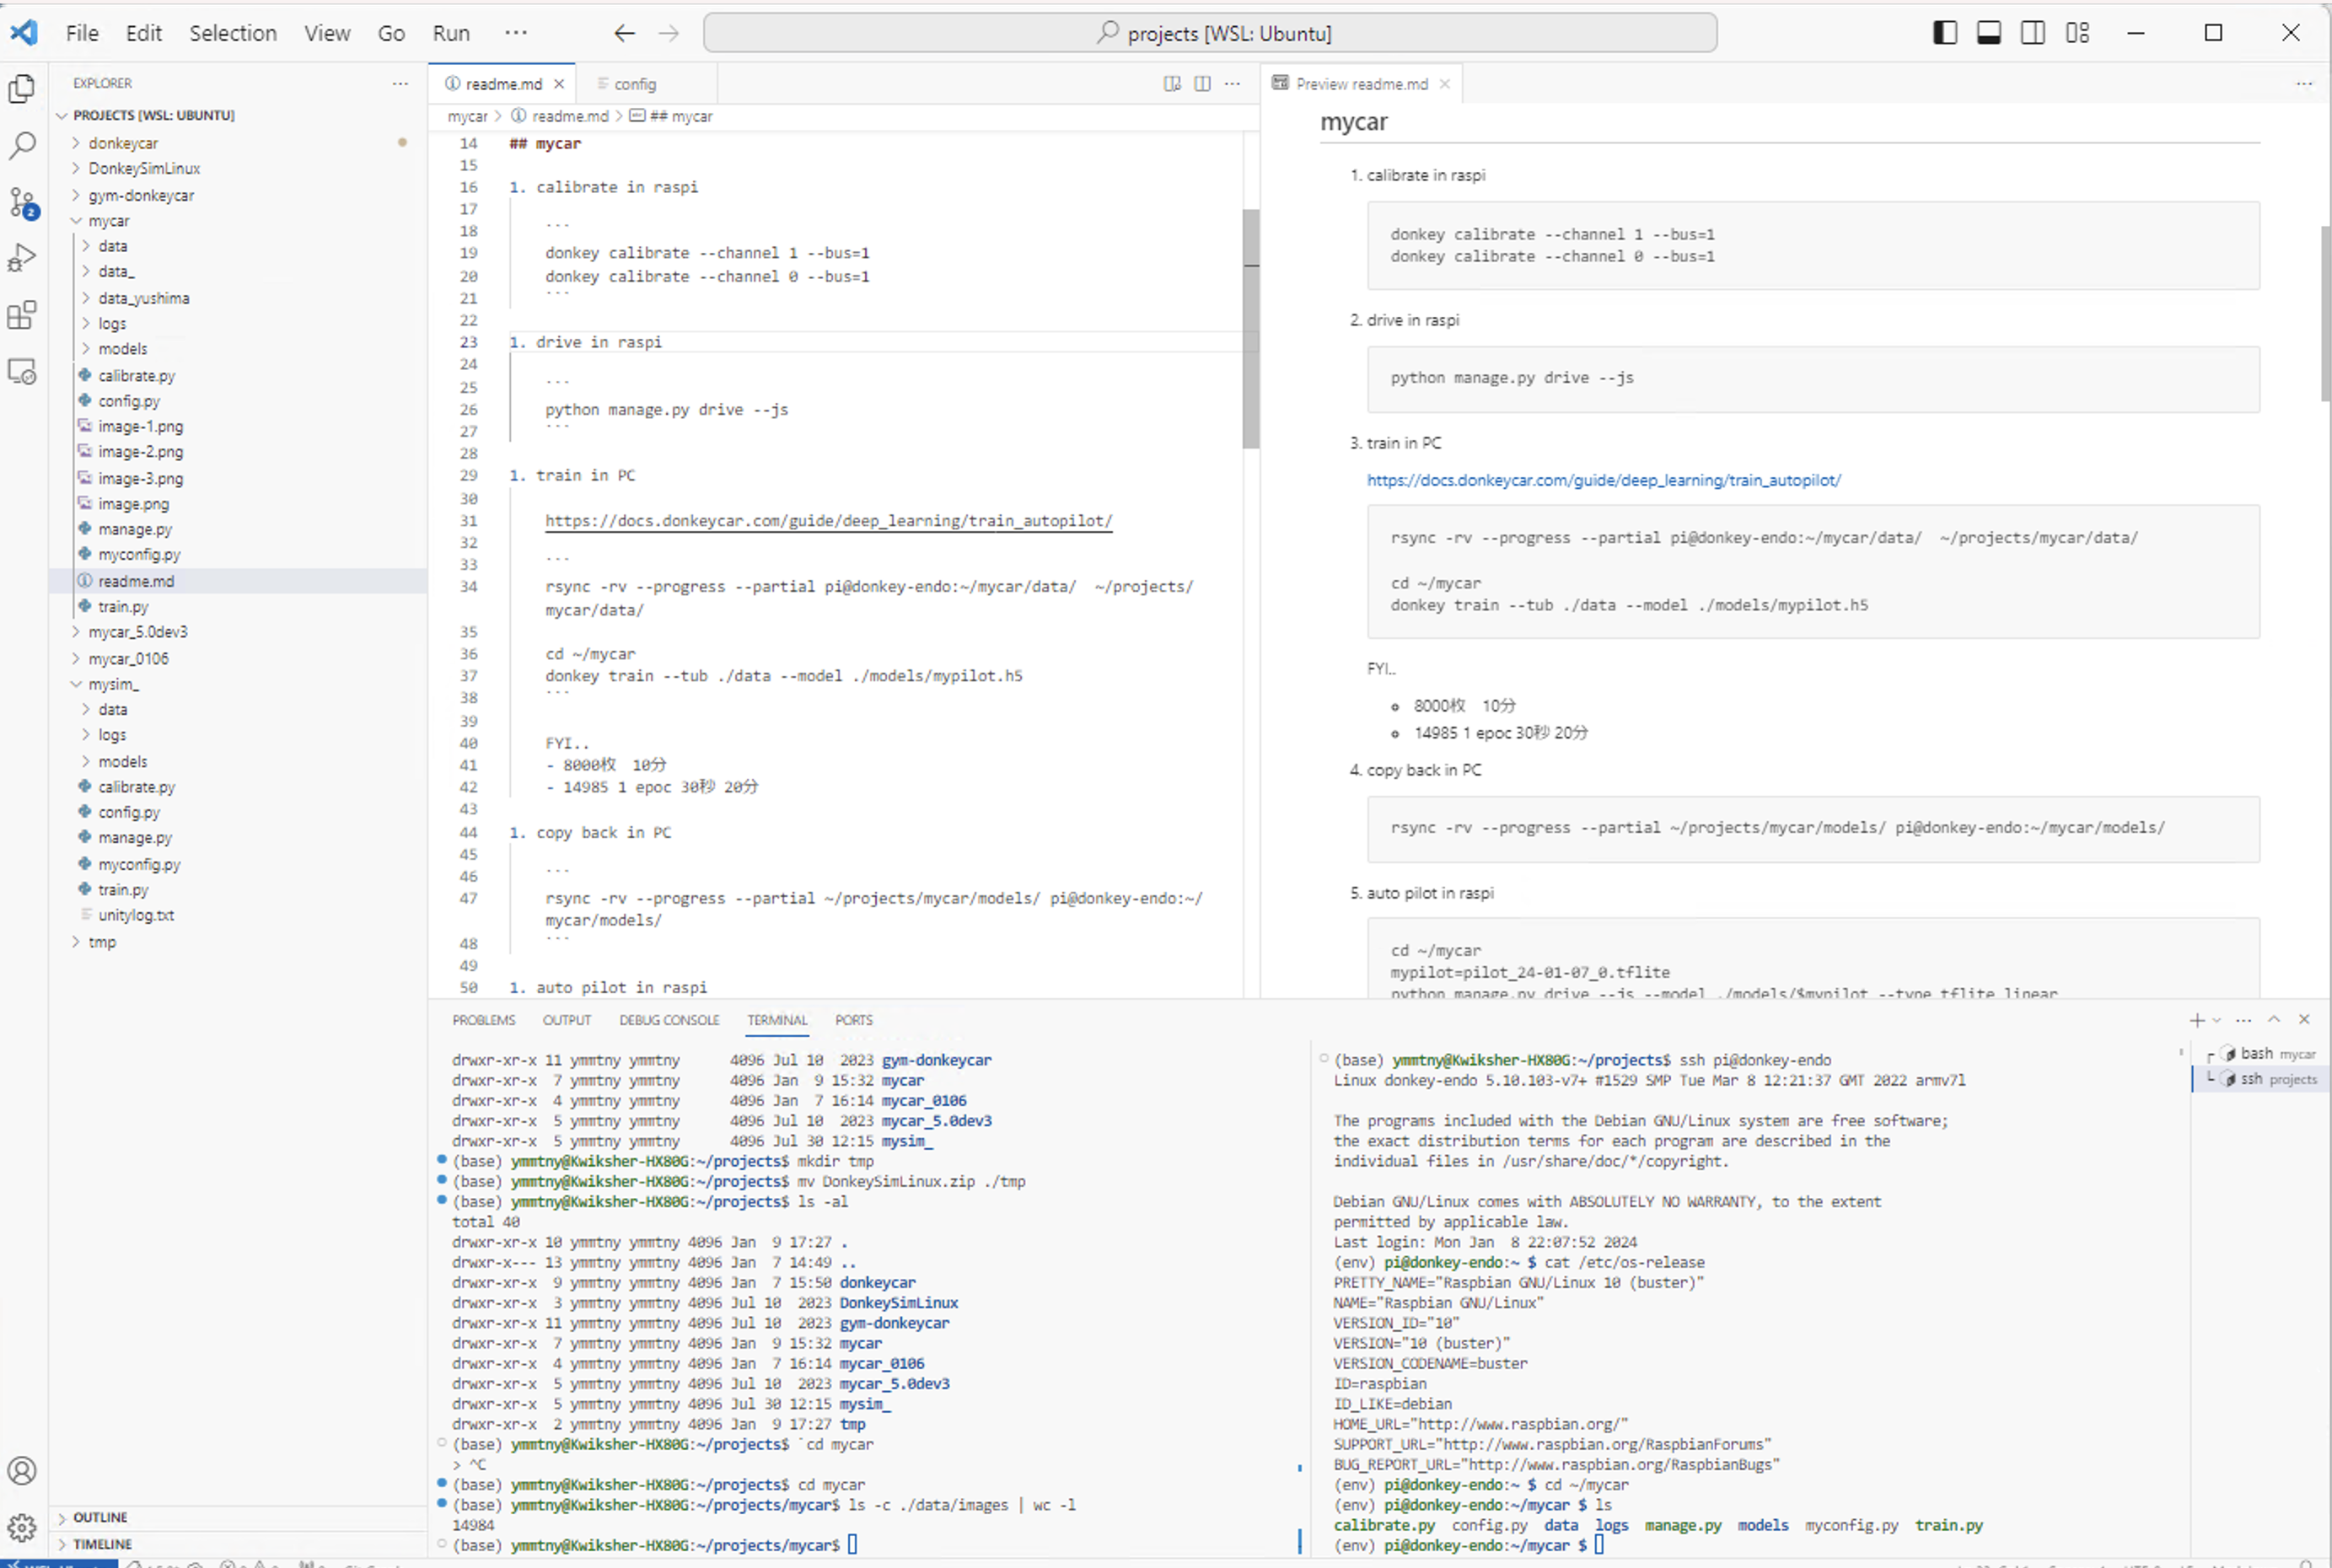 File Edit Selection View Go Run ··· ← → projects [WSL: Ubuntu]
EXPLORER
PROJECTS [WSL: UBUNTU]
donkeycar
DonkeySimLinux
gym-donkeycar
mycar
data
data_
data_yushima
logs
models
calibrate.py
config.py
image-1.png
image-2.png
image-3.png
image.png
manage.py
myconfig.py
readme.md
train.py
mycar_5.0dev3
mycar_0106
mysim_
data
logs
models
calibrate.py
config.py
manage.py
myconfig.py
train.py
unitylog.txt
tmp
OUTLINE
TIMELINE
2
readme.md config
mycar > readme.md > ## mycar
14 ## mycar
15
16 1. calibrate in raspi
17
18 ```
19 donkey calibrate --channel 1 --bus=1
20 donkey calibrate --channel 0 --bus=1
21 ```
22
23 1. drive in raspi
24
25 ```
26 python manage.py drive --js
27 ```
28
29 1. train in PC
30
31 https://docs.donkeycar.com/guide/deep_learning/train_autopilot/
32
33 ```
34 rsync -rv --progress --partial pi@donkey-endo:~/mycar/data/  ~/projects/
mycar/data/
35
36 cd ~/mycar
37 donkey train --tub ./data --model ./models/mypilot.h5
38 ```
39
40 FYI..
41 - 8000枚　10分
42 - 14985 1 epoc 30秒 20分
43
44 1. copy back in PC
45
46 ```
47 rsync -rv --progress --partial ~/projects/mycar/models/ pi@donkey-endo:~/
mycar/models/
48 ```
49
50 1. auto pilot in raspi
Preview readme.md
mycar
1. calibrate in raspi
donkey calibrate --channel 1 --bus=1
donkey calibrate --channel 0 --bus=1
2. drive in raspi
python manage.py drive --js
3. train in PC
https://docs.donkeycar.com/guide/deep_learning/train_autopilot/
rsync -rv --progress --partial pi@donkey-endo:~/mycar/data/  ~/projects/mycar/data/
cd ~/mycar
donkey train --tub ./data --model ./models/mypilot.h5
FYI..
8000枚　10分
14985 1 epoc 30秒 20分
4. copy back in PC
rsync -rv --progress --partial ~/projects/mycar/models/ pi@donkey-endo:~/mycar/models/
5. auto pilot in raspi
cd ~/mycar
mypilot=pilot_24-01-07_0.tflite
python manage.py drive --js --model ./models/$mypilot --type tflite_linear
PROBLEMS OUTPUT DEBUG CONSOLE TERMINAL PORTS
drwxr-xr-x 11 ymmtny ymmtny      4096 Jul 10  2023 gym-donkeycar
drwxr-xr-x  7 ymmtny ymmtny      4096 Jan  9 15:32 mycar
drwxr-xr-x  4 ymmtny ymmtny      4096 Jan  7 16:14 mycar_0106
drwxr-xr-x  5 ymmtny ymmtny      4096 Jul 10  2023 mycar_5.0dev3
drwxr-xr-x  5 ymmtny ymmtny      4096 Jul 30 12:15 mysim_
(base) ymmtny@Kwiksher-HX80G:~/projects$ mkdir tmp
(base) ymmtny@Kwiksher-HX80G:~/projects$ mv DonkeySimLinux.zip ./tmp
(base) ymmtny@Kwiksher-HX80G:~/projects$ ls -al
total 40
drwxr-xr-x 10 ymmtny ymmtny 4096 Jan  9 17:27 .
drwxr-x--- 13 ymmtny ymmtny 4096 Jan  7 14:49 ..
drwxr-xr-x  9 ymmtny ymmtny 4096 Jan  7 15:50 donkeycar
drwxr-xr-x  3 ymmtny ymmtny 4096 Jul 10  2023 DonkeySimLinux
drwxr-xr-x 11 ymmtny ymmtny 4096 Jul 10  2023 gym-donkeycar
drwxr-xr-x  7 ymmtny ymmtny 4096 Jan  9 15:32 mycar
drwxr-xr-x  4 ymmtny ymmtny 4096 Jan  7 16:14 mycar_0106
drwxr-xr-x  5 ymmtny ymmtny 4096 Jul 10  2023 mycar_5.0dev3
drwxr-xr-x  5 ymmtny ymmtny 4096 Jul 30 12:15 mysim_
drwxr-xr-x  2 ymmtny ymmtny 4096 Jan  9 17:27 tmp
(base) ymmtny@Kwiksher-HX80G:~/projects$ `cd mycar
> ^C
(base) ymmtny@Kwiksher-HX80G:~/projects$ cd mycar
(base) ymmtny@Kwiksher-HX80G:~/projects/mycar$ ls -c ./data/images | wc -l
14984
(base) ymmtny@Kwiksher-HX80G:~/projects/mycar$
(base) ymmtny@Kwiksher-HX80G:~/projects$ ssh pi@donkey-endo
Linux donkey-endo 5.10.103-v7+ #1529 SMP Tue Mar 8 12:21:37 GMT 2022 armv7l
The programs included with the Debian GNU/Linux system are free software;
the exact distribution terms for each program are described in the
individual files in /usr/share/doc/*/copyright.
Debian GNU/Linux comes with ABSOLUTELY NO WARRANTY, to the extent
permitted by applicable law.
Last login: Mon Jan  8 22:07:52 2024
(env) pi@donkey-endo:~ $ cat /etc/os-release
PRETTY_NAME="Raspbian GNU/Linux 10 (buster)"
NAME="Raspbian GNU/Linux"
VERSION_ID="10"
VERSION="10 (buster)"
VERSION_CODENAME=buster
ID=raspbian
ID_LIKE=debian
HOME_URL="http://www.raspbian.org/"
SUPPORT_URL="http://www.raspbian.org/RaspbianForums"
BUG_REPORT_URL="http://www.raspbian.org/RaspbianBugs"
(env) pi@donkey-endo:~ $ cd ~/mycar
(env) pi@donkey-endo:~/mycar $ ls
calibrate.py  config.py  data  logs  manage.py  models  myconfig.py  train.py
(env) pi@donkey-endo:~/mycar $
bash mycar
ssh projects